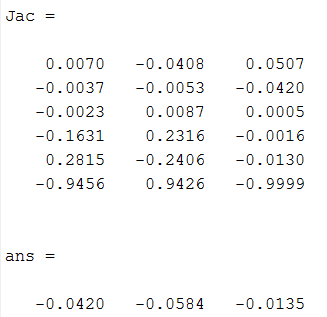 Jac =
0.0070 -0.0408 0.0507
-0.0037 -0.0053 -0.0420
-0.0023 0.0087 0.0005
-0.1631 0.2316 -0.0016
0.2815 -0.2406 -0.0130
-0.9456 0.9426 -0.9999
ans =
-0.0420 -0.0584 -0.0135